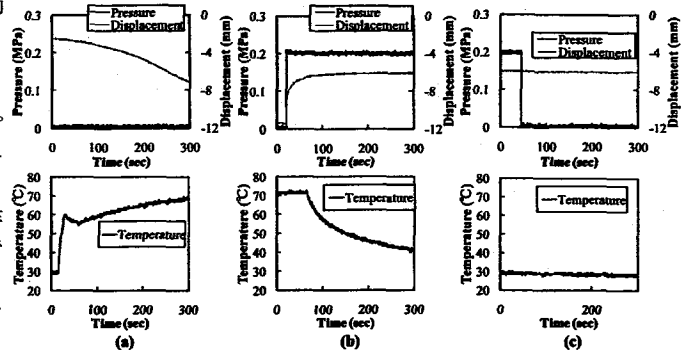 0.3 Pressure Displacement 0
0.2 -4
0.1 -8
0 -12
0 100 200 300
Time (sec)
Pressure (MPa)
Displacement (mm)
80
70
60
50
40
30
20
Temperature
0 100 200 300
Time (sec)
Temperature (℃)
(a)
0.3 Pressure Displacement 0
0.2 -4
0.1 -8
0 -12
0 100 200 300
Time (sec)
Pressure (MPa)
Displacement (mm)
80
70
60
50
40
30
20
Temperature
0 100 200 300
Time (sec)
Temperature (℃)
(b)
0.3 0
0.2 Pressure Displacement -4
0.1 -8
0 -12
0 100 200 300
Time (sec)
Pressure (MPa)
Displacement (mm)
80
70
60
50
40
30
20
Temperature
0 200
Time (sec)
Temperature (℃)
(c)